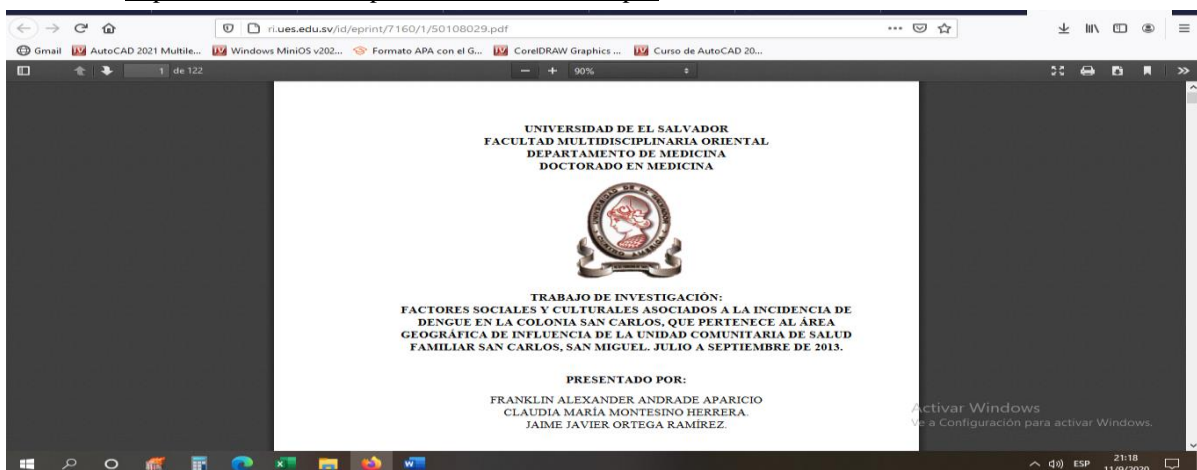 ri.ues.edu.sv/id/eprint/7160/1/50108029.pdf
Gmail AutoCAD 2021 Multile... Windows MiniOS v202... Formato APA con el G... CorelDRAW Graphics ... Curso de AutoCAD 20...
1 de 122 90%
UNIVERSIDAD DE EL SALVADOR
FACULTAD MULTIDISCIPLINARIA ORIENTAL
DEPARTAMENTO DE MEDICINA
DOCTORADO EN MEDICINA
TRABAJO DE INVESTIGACIÓN:
FACTORES SOCIALES Y CULTURALES ASOCIADOS A LA INCIDENCIA DE
DENGUE EN LA COLONIA SAN CARLOS, QUE PERTENECE AL ÁREA
GEOGRÁFICA DE INFLUENCIA DE LA UNIDAD COMUNITARIA DE SALUD
FAMILIAR SAN CARLOS, SAN MIGUEL. JULIO A SEPTIEMBRE DE 2013.
PRESENTADO POR:
FRANKLIN ALEXANDER ANDRADE APARICIO
CLAUDIA MARÍA MONTESINO HERRERA.
JAIME JAVIER ORTEGA RAMÍREZ.
Activar Windows
Ve a Configuración para activar Windows.
ESP 21:18
11/9/2020